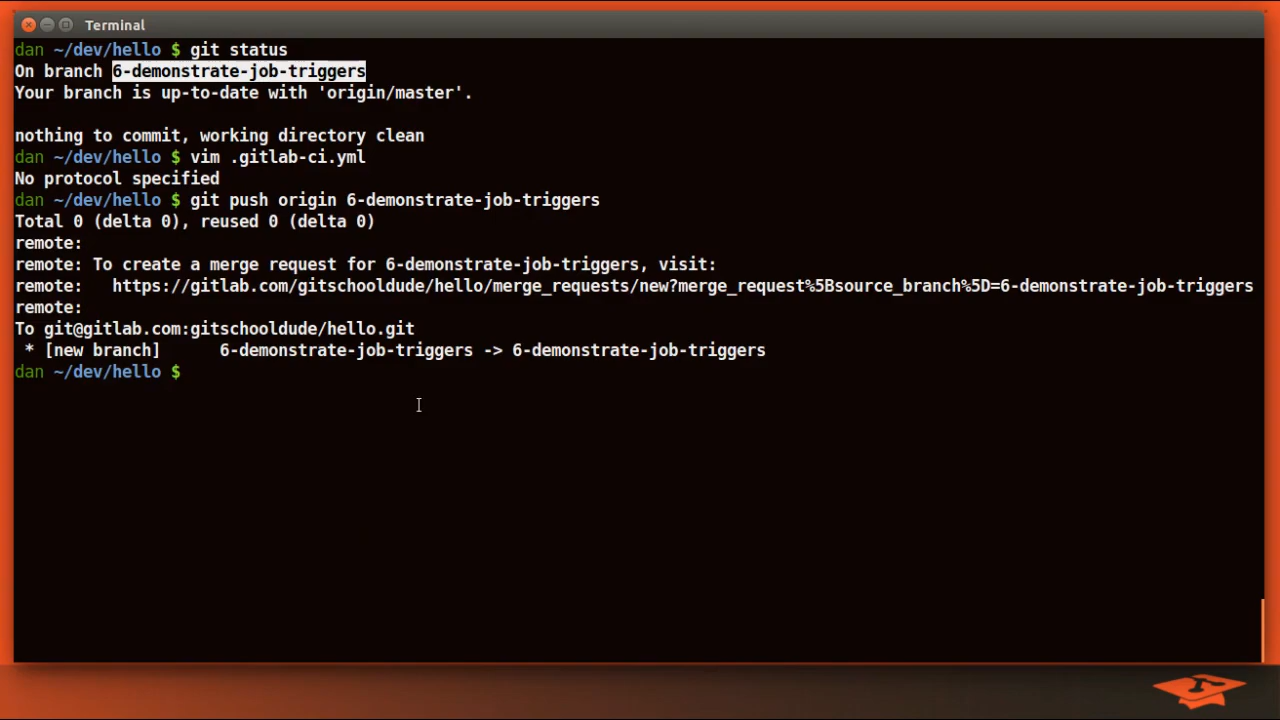 Terminal
dan ~/dev/hello $ git status
On branch 6-demonstrate-job-triggers
Your branch is up-to-date with 'origin/master'.
nothing to commit, working directory clean
dan ~/dev/hello $ vim .gitlab-ci.yml
No protocol specified
dan ~/dev/hello $ git push origin 6-demonstrate-job-triggers
Total 0 (delta 0), reused 0 (delta 0)
remote:
remote: To create a merge request for 6-demonstrate-job-triggers, visit:
remote:   https://gitlab.com/gitschooldude/hello/merge_requests/new?merge_request%5Bsource_branch%5D=6-demonstrate-job-triggers
remote:
To git@gitlab.com:gitschooldude/hello.git
 * [new branch]      6-demonstrate-job-triggers -> 6-demonstrate-job-triggers
dan ~/dev/hello $